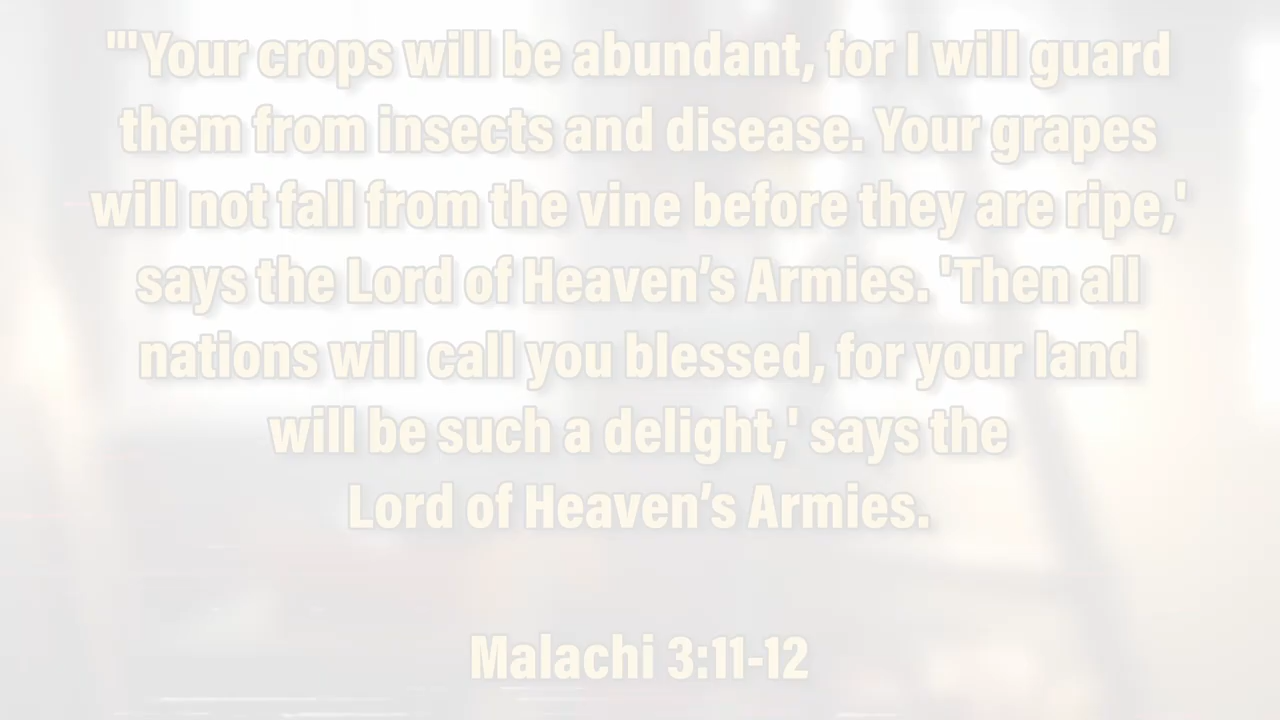 "'Your crops will be abundant, for I will guard
them from insects and disease. Your grapes
will not fall from the vine before they are ripe,'
says the Lord of Heaven’s Armies. 'Then all
nations will call you blessed, for your land
will be such a delight,' says the
Lord of Heaven’s Armies.
Malachi 3:11-12